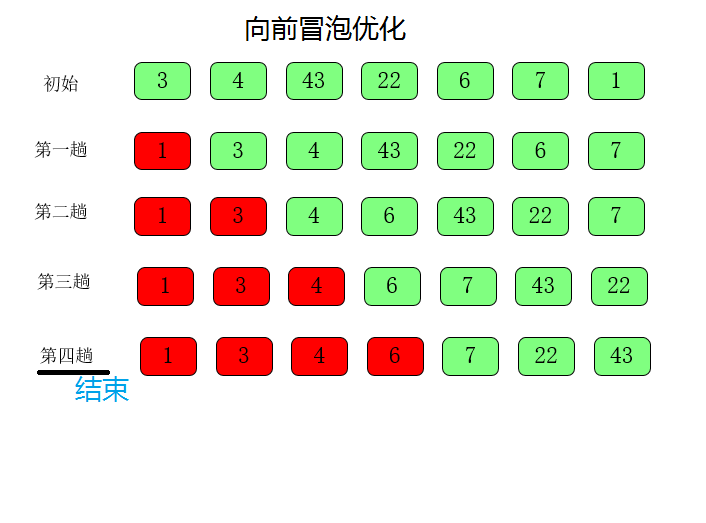 向前冒泡优化
初始 3 4 43 22 6 7 1
第一趟 1 3 4 43 22 6 7
第二趟 1 3 4 6 43 22 7
第三趟 1 3 4 6 7 43 22
第四趟 1 3 4 6 7 22 43
结束